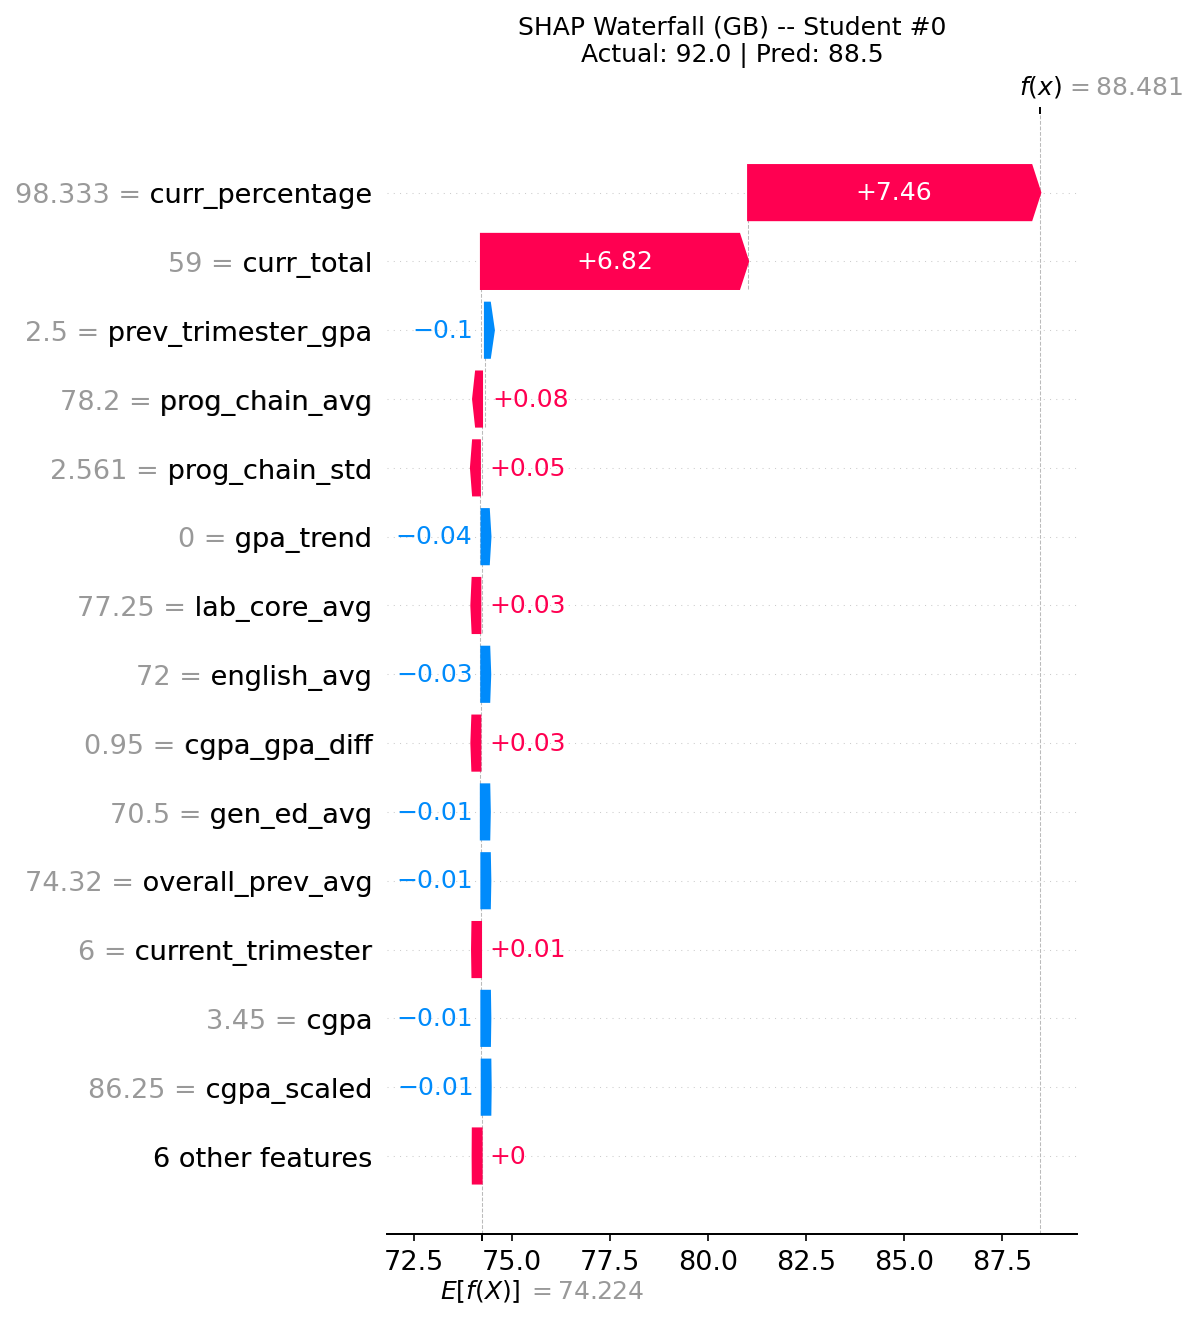 SHAP Waterfall (GB) -- Student #0
Actual: 92.0 | Pred: 88.5
f(x) = 88.481
98.333 = curr_percentage +7.46
59 = curr_total +6.82
2.5 = prev_trimester_gpa −0.1
78.2 = prog_chain_avg +0.08
2.561 = prog_chain_std +0.05
0 = gpa_trend −0.04
77.25 = lab_core_avg +0.03
72 = english_avg −0.03
0.95 = cgpa_gpa_diff +0.03
70.5 = gen_ed_avg −0.01
74.32 = overall_prev_avg −0.01
6 = current_trimester +0.01
3.45 = cgpa −0.01
86.25 = cgpa_scaled −0.01
6 other features +0
72.5 75.0 77.5 80.0 82.5 85.0 87.5
E[f(X)] = 74.224